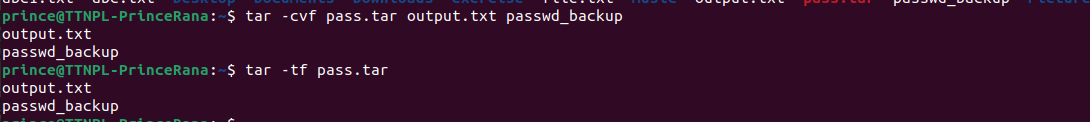 prince@TTNPL-PrinceRana:~$ tar -cvf pass.tar output.txt passwd_backup
output.txt
passwd_backup
prince@TTNPL-PrinceRana:~$ tar -tf pass.tar
output.txt
passwd_backup